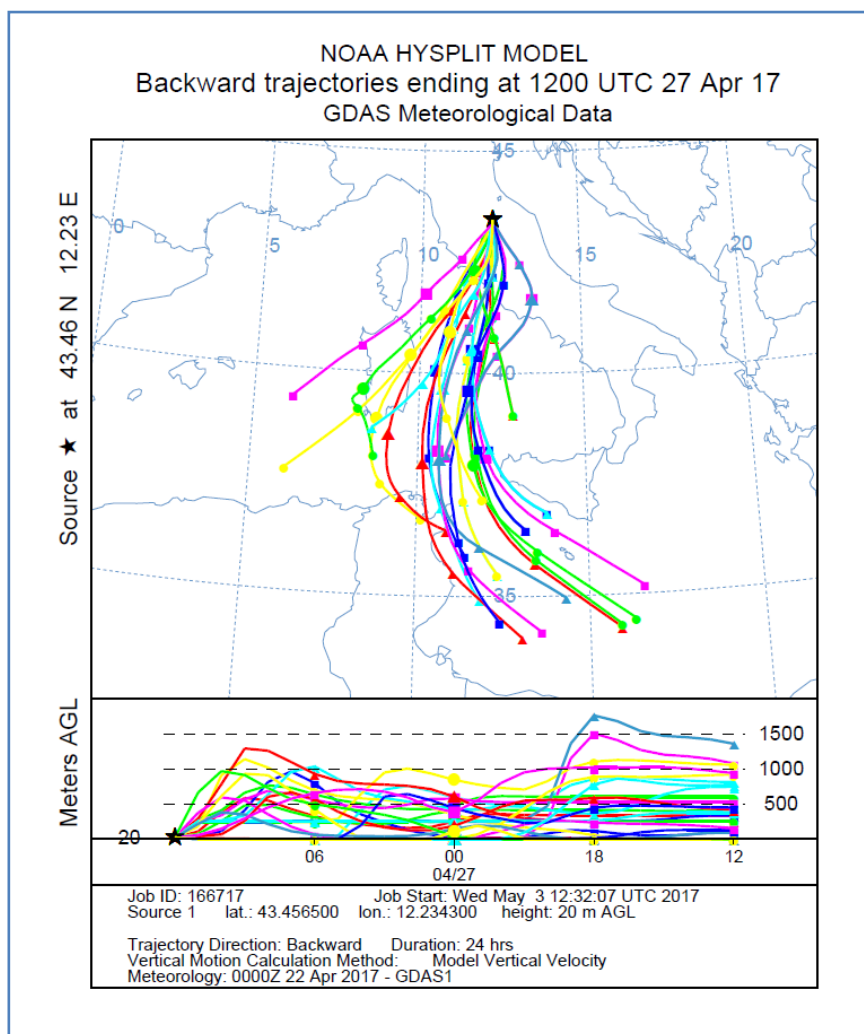 NOAA HYSPLIT MODEL
Backward trajectories ending at 1200 UTC 27 Apr 17
GDAS Meteorological Data
Source ★ at 43.46 N 12.23 E
45
0
5
10
15
20
40
35
Meters AGL
1500
1000
500
20
06 00 18 12
04/27
Job ID: 166717 Job Start: Wed May 3 12:32:07 UTC 2017
Source 1 lat.: 43.456500 lon.: 12.234300 height: 20 m AGL
Trajectory Direction: Backward Duration: 24 hrs
Vertical Motion Calculation Method: Model Vertical Velocity
Meteorology: 0000Z 22 Apr 2017 - GDAS1